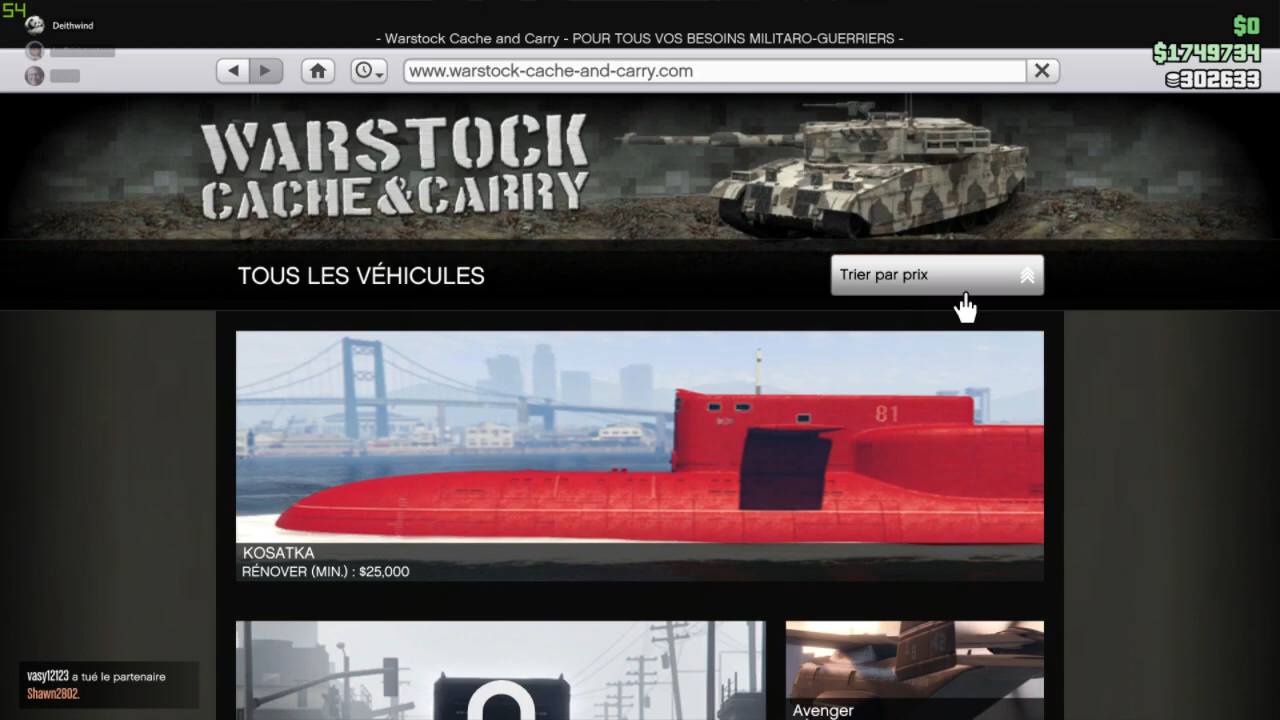 54
Deithwind
- Warstock Cache and Carry - POUR TOUS VOS BESOINS MILITARO-GUERRIERS -
$0
$1749734
302633
www.warstock-cache-and-carry.com
WARSTOCK
CACHE & CARRY
TOUS LES VÉHICULES
Trier par prix
81
KOSATKA
RÉNOVER (MIN.) : $25,000
Avenger
vasy12123 a tué le partenaire
Shawn2802.